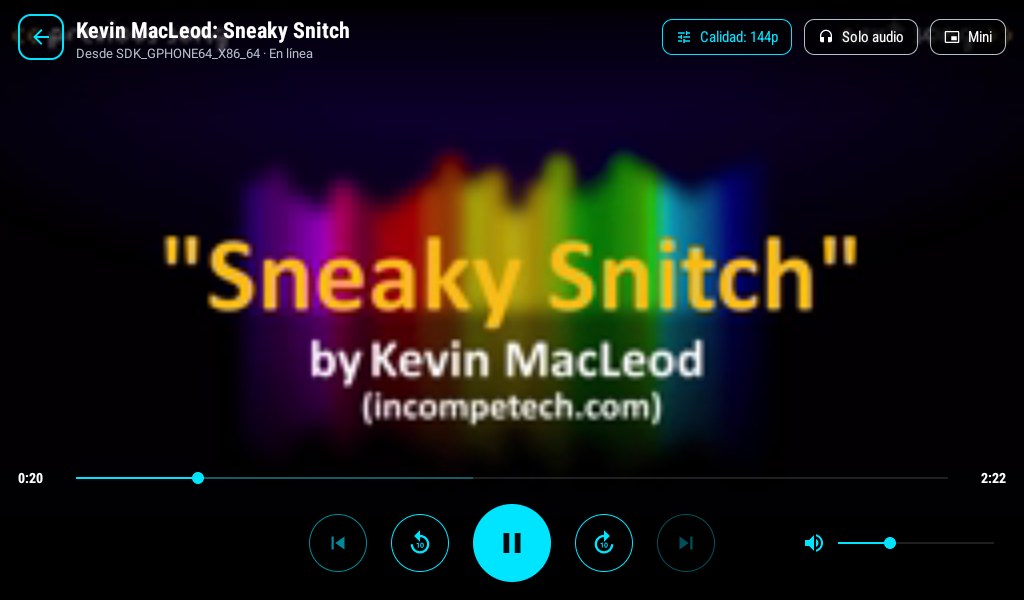 Kevin MacLeod: Sneaky Snitch
Desde SDK_GPHONE64_X86_64 · En línea
Calidad: 144p
Solo audio
Mini
"Sneaky Snitch"
by Kevin MacLeod
(incompetech.com)
0:20
2:22
10
10